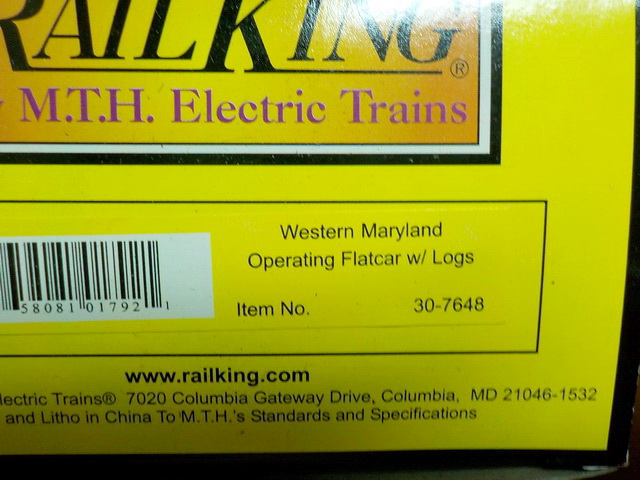 RAILKING®
M.T.H. Electric Trains
Western Maryland
Operating Flatcar w/ Logs
58081 01792 1
Item No. 30-7648
www.railking.com
lectric Trains® 7020 Columbia Gateway Drive, Columbia, MD 21046-1532
and Litho in China To M.T.H.'s Standards and Specifications